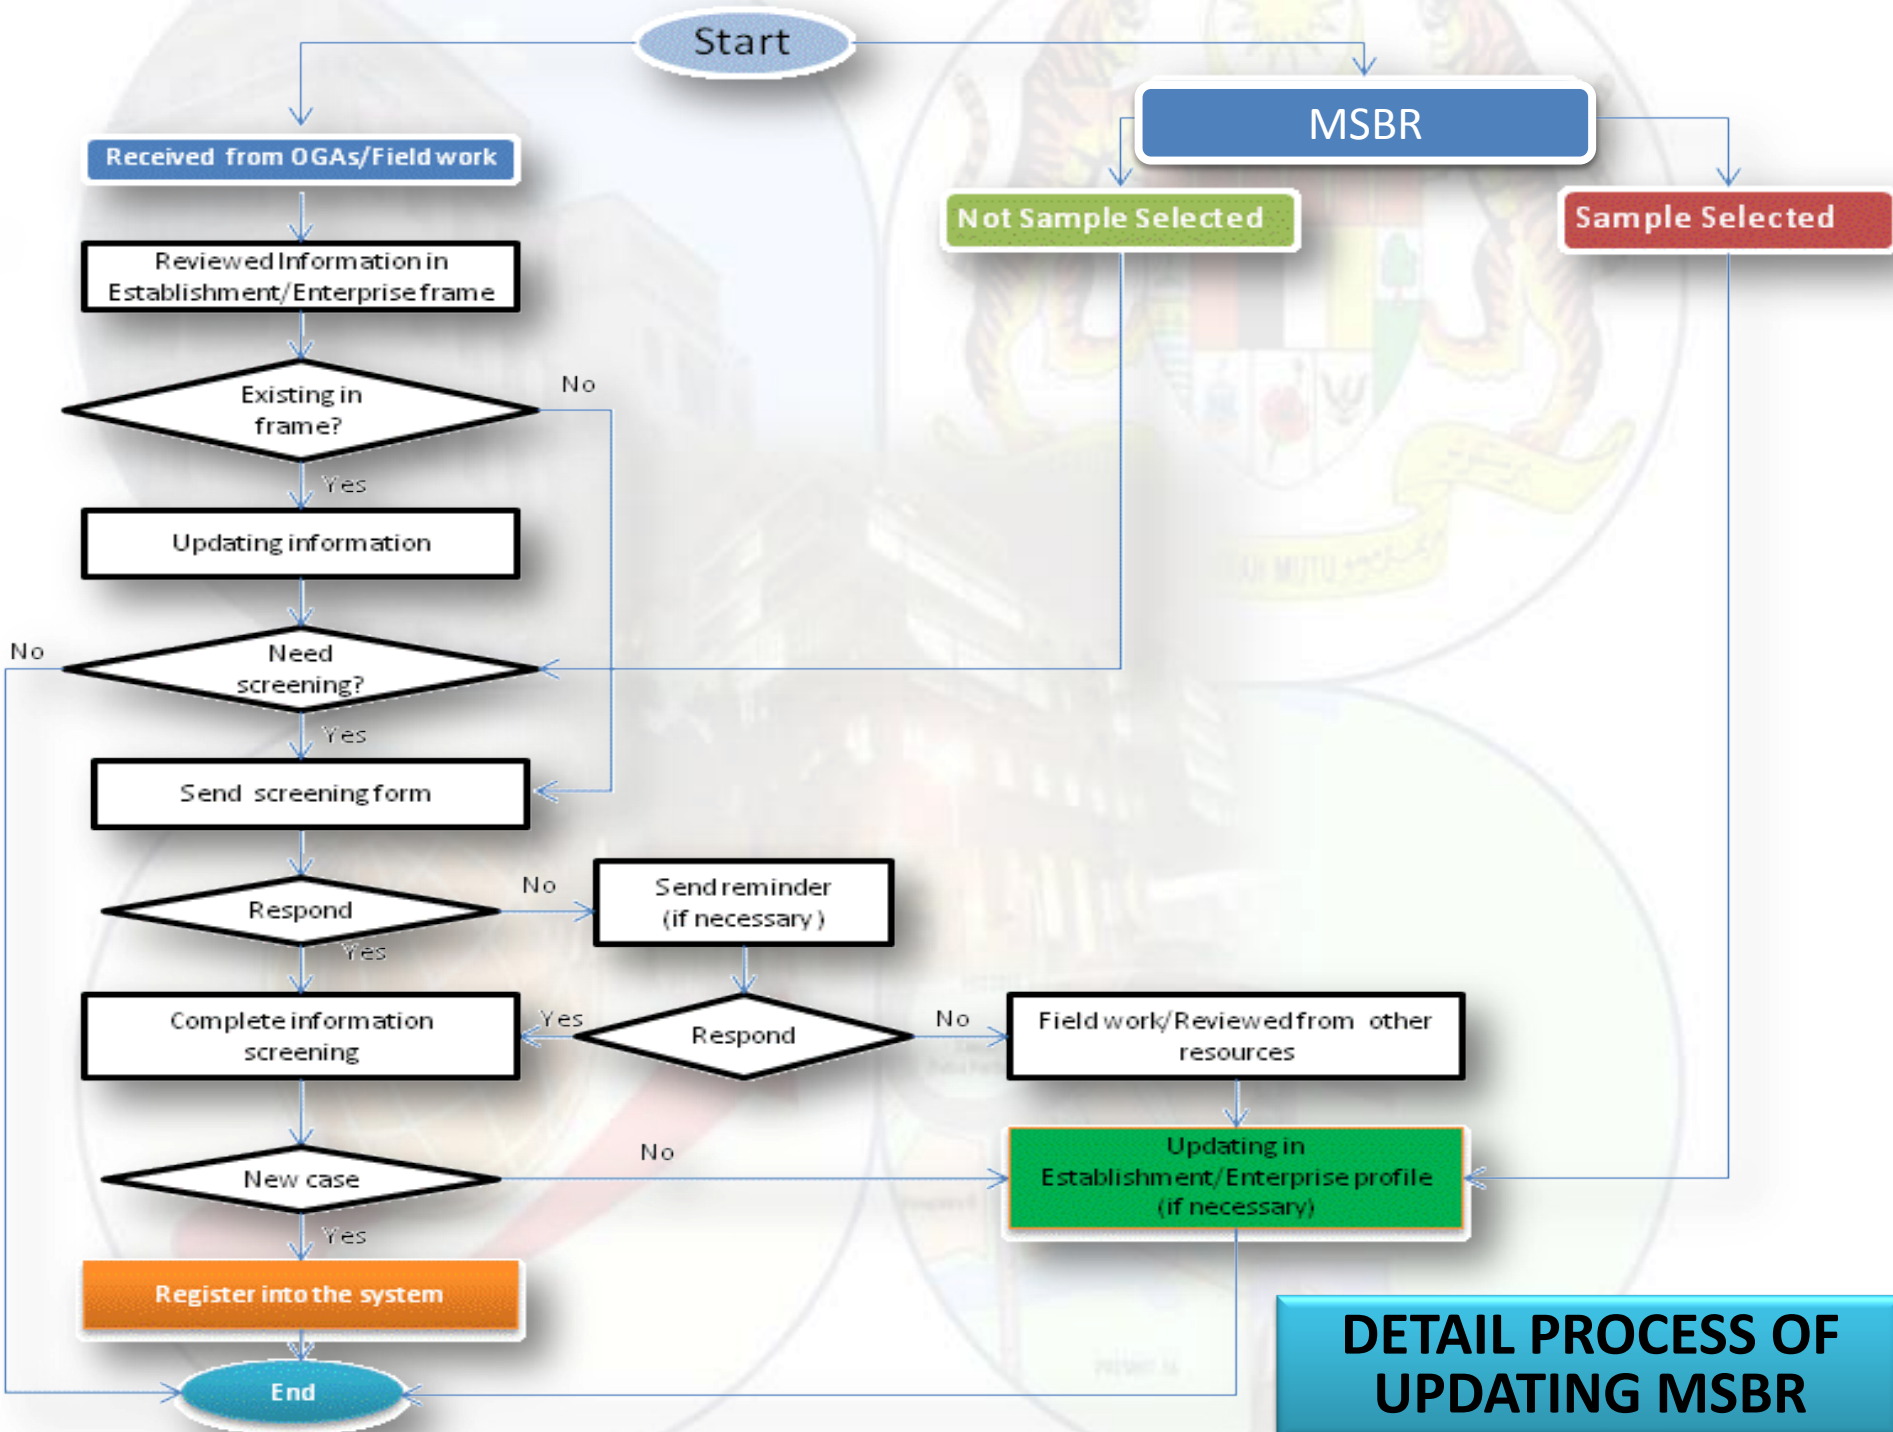 Start
MSBR
Received from OGAs/Field work
Not Sample Selected
Sample Selected
Reviewed Information in
Establishment/Enterprise frame
Existing in
frame?
No
Yes
Updating information
No
Need
screening?
Yes
Send screening form
Respond
No
Send reminder
(if necessary)
Yes
Complete information
screening
Yes
Respond
No
Field work/Reviewed from other
resources
New case
No
Updating in
Establishment/Enterprise profile
(if necessary)
Yes
Register into the system
End
DETAIL PROCESS OF
UPDATING MSBR